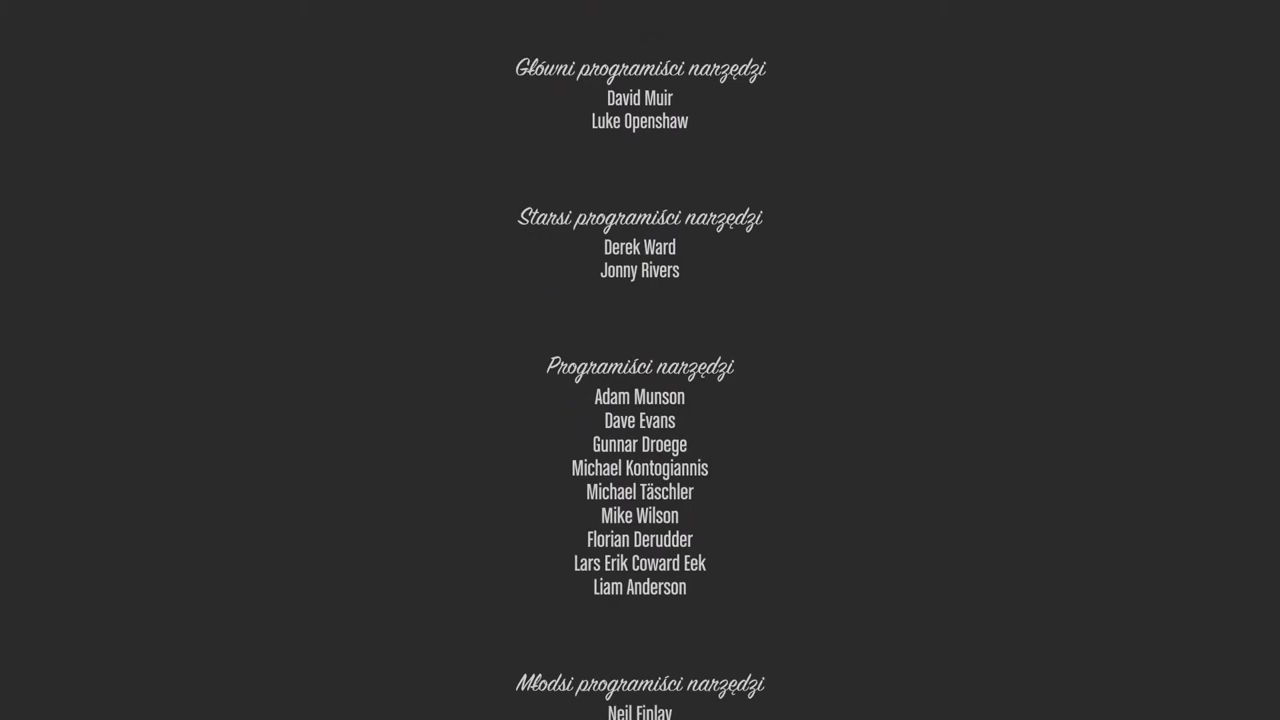 Główni programiści narzędzi
David Muir
Luke Openshaw
Starsi programiści narzędzi
Derek Ward
Jonny Rivers
Programiści narzędzi
Adam Munson
Dave Evans
Gunnar Droege
Michael Kontogiannis
Michael Täschler
Mike Wilson
Florian Derudder
Lars Erik Coward Eek
Liam Anderson
Młodsi programiści narzędzi
Neil Finlay